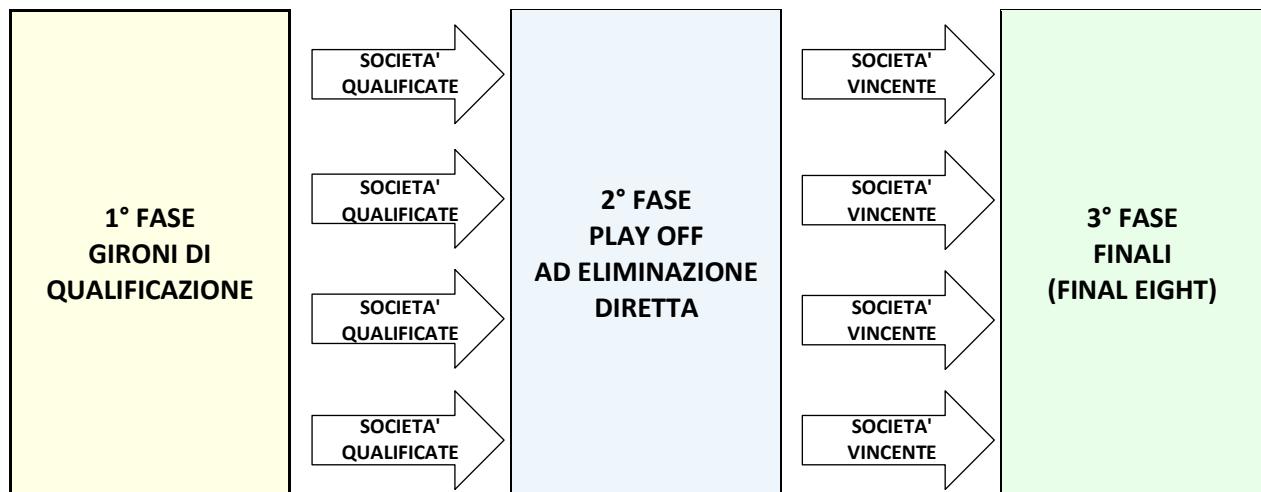 1° FASE
GIRONI DI
QUALIFICAZIONE
SOCIETA'
QUALIFICATE
SOCIETA'
QUALIFICATE
SOCIETA'
QUALIFICATE
SOCIETA'
QUALIFICATE
2° FASE
PLAY OFF
AD ELIMINAZIONE
DIRETTA
SOCIETA'
VINCENTE
SOCIETA'
VINCENTE
SOCIETA'
VINCENTE
SOCIETA'
VINCENTE
3° FASE
FINALI
(FINAL EIGHT)